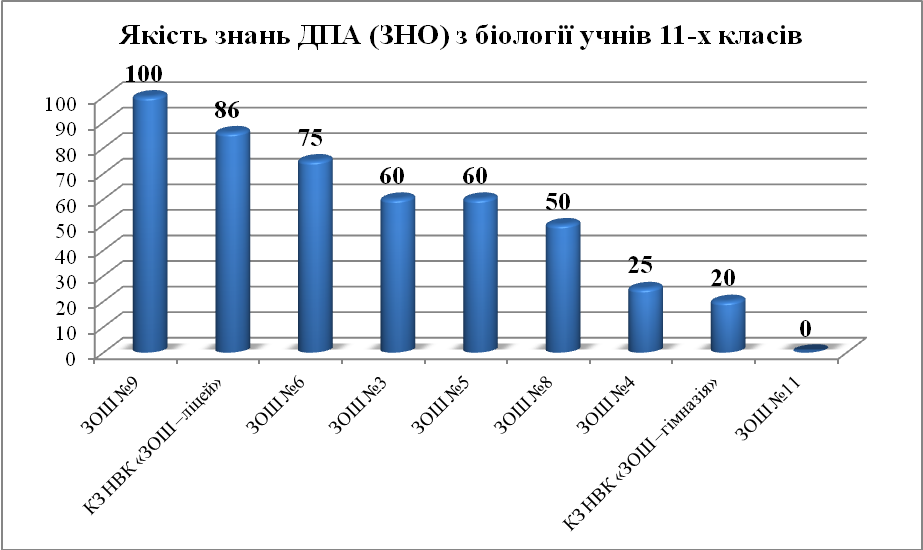 Якість знань ДПА (ЗНО) з біології учнів 11-х класів
100
86
75
60
60
50
25
20
0
100
90
80
70
60
50
40
30
20
10
0
ЗОШ №9
КЗ НВК «ЗОШ –ліцей»
ЗОШ №6
ЗОШ №3
ЗОШ №5
ЗОШ №8
ЗОШ №4
КЗ НВК «ЗОШ –гімназія»
ЗОШ №11